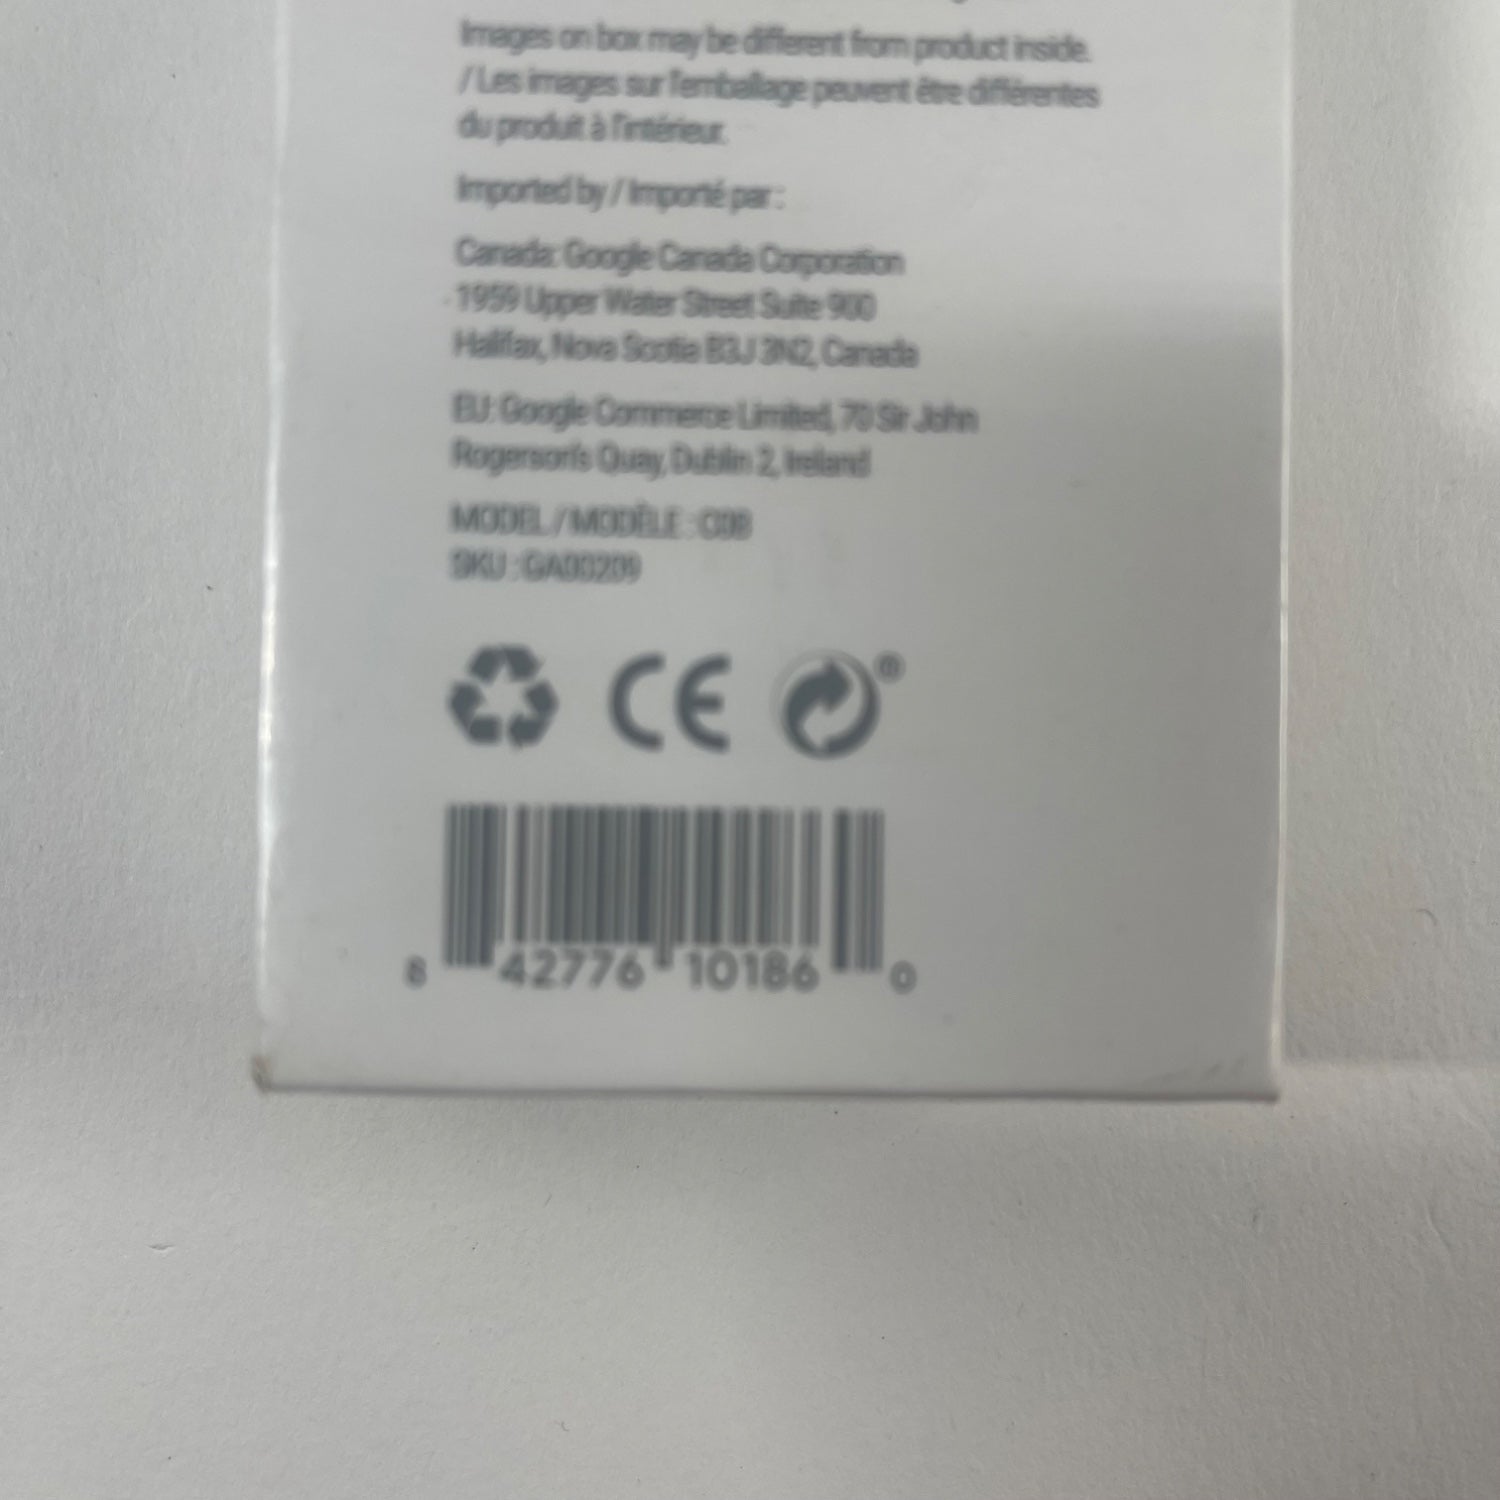 Images on box may be different from product inside.
/ Les images sur l'emballage peuvent être différentes
du produit à l'intérieur.
Imported by / Importé par :
Canada: Google Canada Corporation
1959 Upper Water Street Suite 900
Halifax, Nova Scotia B3J 3N2, Canada
EU: Google Commerce Limited, 70 Sir John
Rogerson's Quay, Dublin 2, Ireland
MODEL / MODÈLE :
SKU : GA00209
CE
8 42776 10186 0